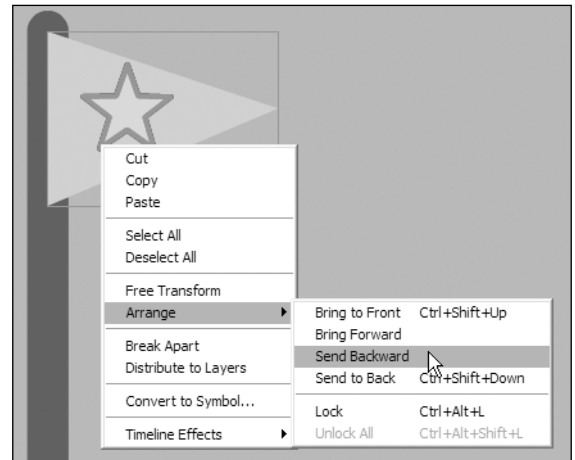 Cut
Copy
Paste
Select All
Deselect All
Free Transform
Arrange
Break Apart
Distribute to Layers
Convert to Symbol...
Timeline Effects
Bring to Front Ctrl+Shift+Up
Bring Forward
Send Backward
Send to Back Ctrl+Shift+Down
Lock Ctrl+Alt+L
Unlock All Ctrl+Alt+Shift+L